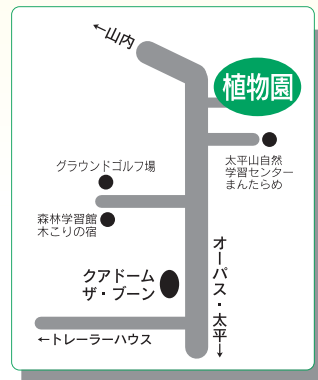 ←山内
植物園
太平山自然
学習センター
まんたらめ
グラウンドゴルフ場
森林学習館
木こりの宿
クアドーム
ザ・ブーン
オーパス・太平→
←トレーラーハウス